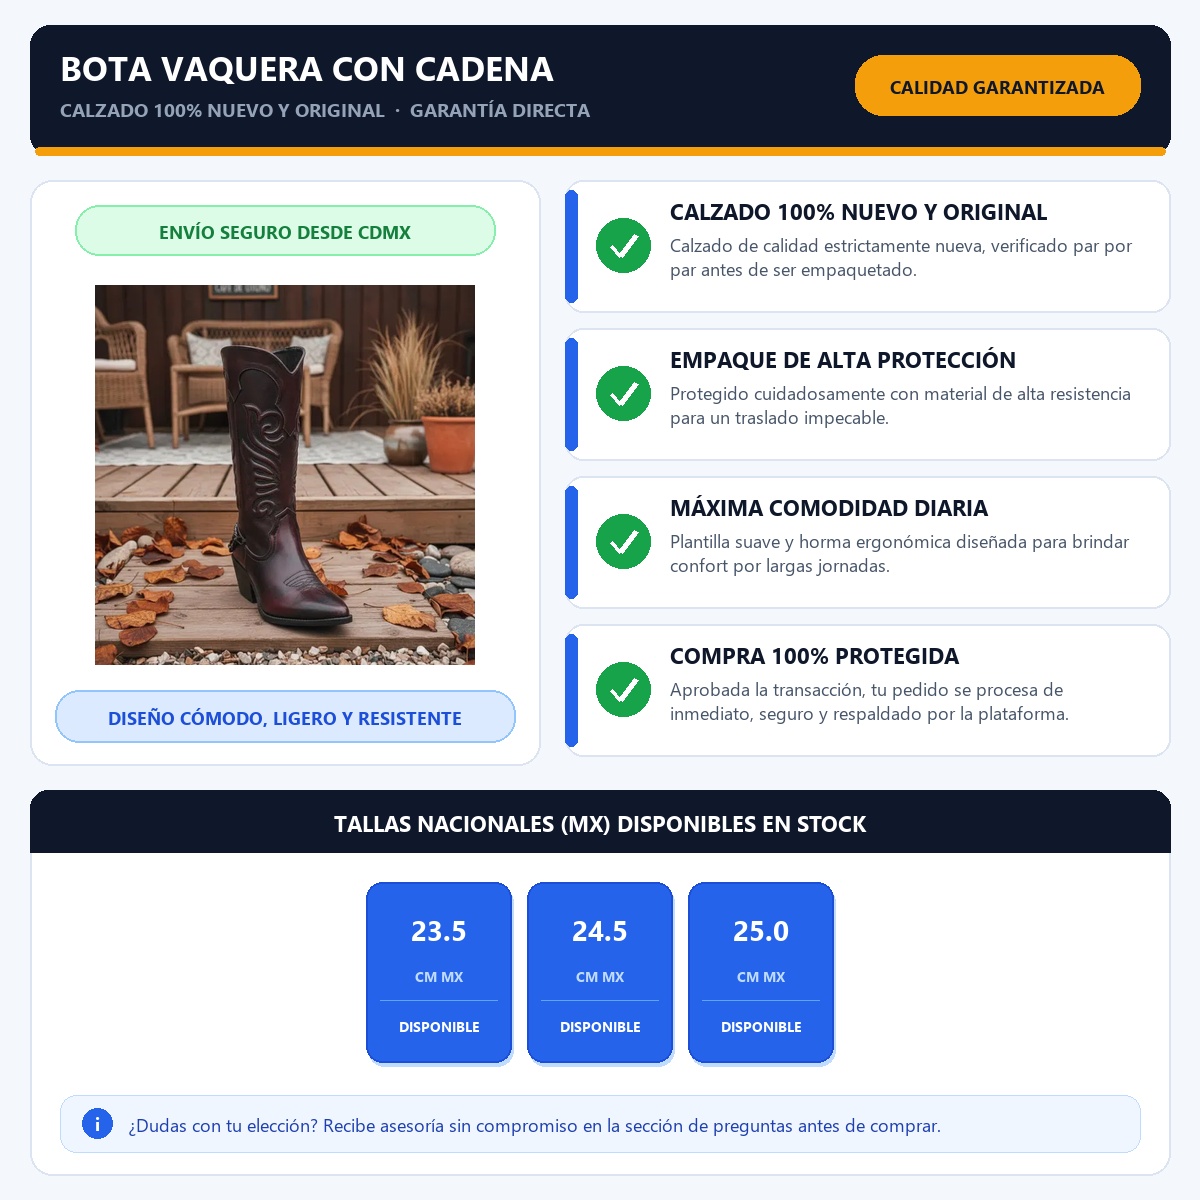 BOTA VAQUERA CON CADENA
CALZADO 100% NUEVO Y ORIGINAL · GARANTÍA DIRECTA
CALIDAD GARANTIZADA
ENVÍO SEGURO DESDE CDMX
DISEÑO CÓMODO, LIGERO Y RESISTENTE
CALZADO 100% NUEVO Y ORIGINAL
Calzado de calidad estrictamente nueva, verificado par por
par antes de ser empaquetado.
EMPAQUE DE ALTA PROTECCIÓN
Protegido cuidadosamente con material de alta resistencia
para un traslado impecable.
MÁXIMA COMODIDAD DIARIA
Plantilla suave y horma ergonómica diseñada para brindar
confort por largas jornadas.
COMPRA 100% PROTEGIDA
Aprobada la transacción, tu pedido se procesa de
inmediato, seguro y respaldado por la plataforma.
TALLAS NACIONALES (MX) DISPONIBLES EN STOCK
23.5
CM MX
DISPONIBLE
24.5
CM MX
DISPONIBLE
25.0
CM MX
DISPONIBLE
¿Dudas con tu elección? Recibe asesoría sin compromiso en la sección de preguntas antes de comprar.